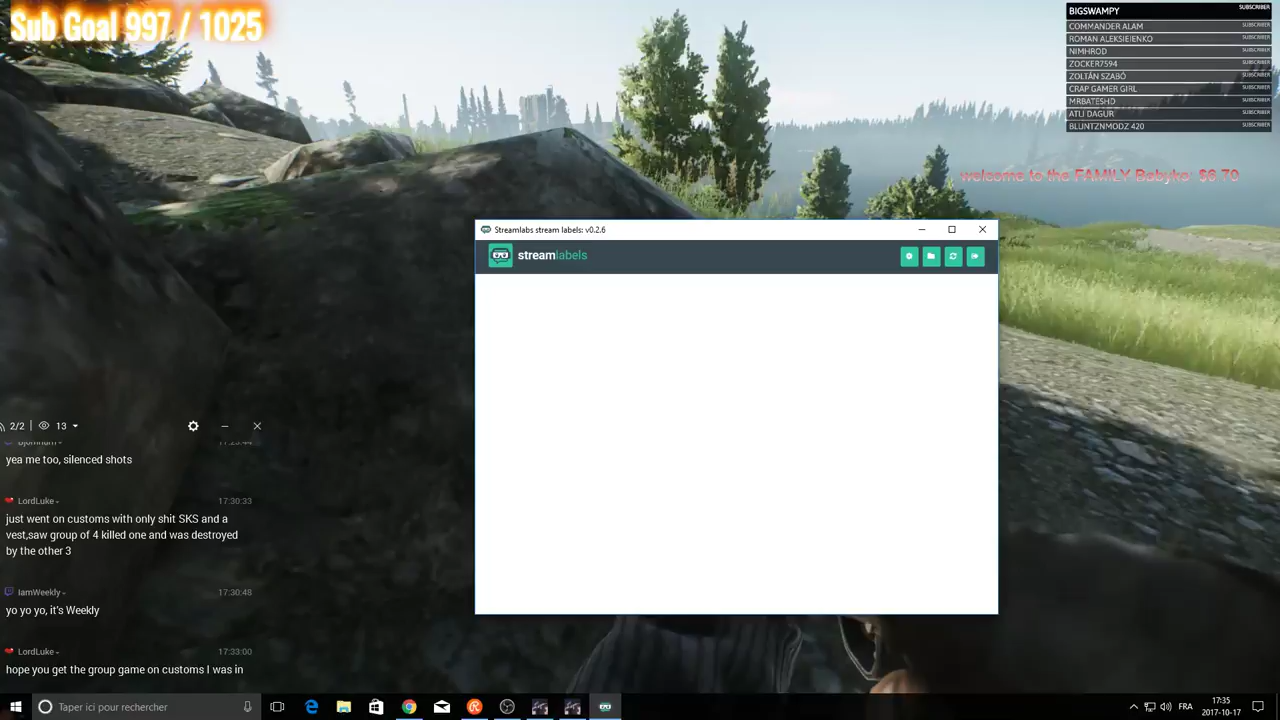 Sub Goal 997 / 1025
BIGSWAMPY SUBSCRIBER
COMMANDER ALAM SUBSCRIBER
ROMAN ALEKSIEIENKO SUBSCRIBER
NIMHROD SUBSCRIBER
ZOCKER7594 SUBSCRIBER
ZOLTÁN SZABÓ SUBSCRIBER
CRAP GAMER GIRL SUBSCRIBER
MRBATESHD SUBSCRIBER
ATLI DAGUR SUBSCRIBER
BLUNTZNMODZ 420 SUBSCRIBER
welcome to the FAMILY
Streamlabs stream labels: v0.2.6
streamlabels
2/2 13
17:25:44
yea me too, silenced shots
LordLuke 17:30:33
just went on customs with only shit SKS and a
vest,saw group of 4 killed one and was destroyed
by the other 3
IamWeekly 17:30:48
yo yo yo, it's Weekly
LordLuke 17:33:00
hope you get the group game on customs I was in
Taper ici pour rechercher
FRA
17:35
2017-10-17